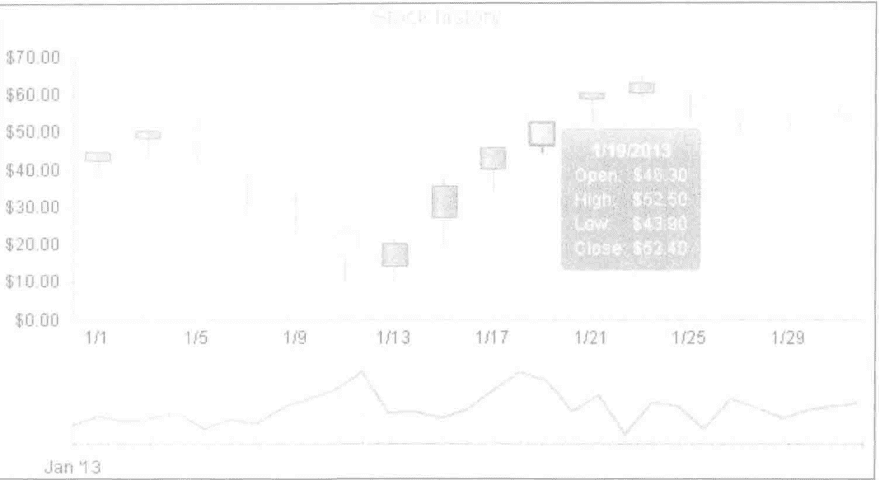 Stock history
$70.00
$60.00
$50.00
$40.00
$30.00
$20.00
$10.00
$0.00
1/1 1/5 1/9 1/13 1/17 1/21 1/25 1/29
1/19/2013
Open: $46.30
High: $52.50
Low: $43.90
Close: $52.40
Jan '13